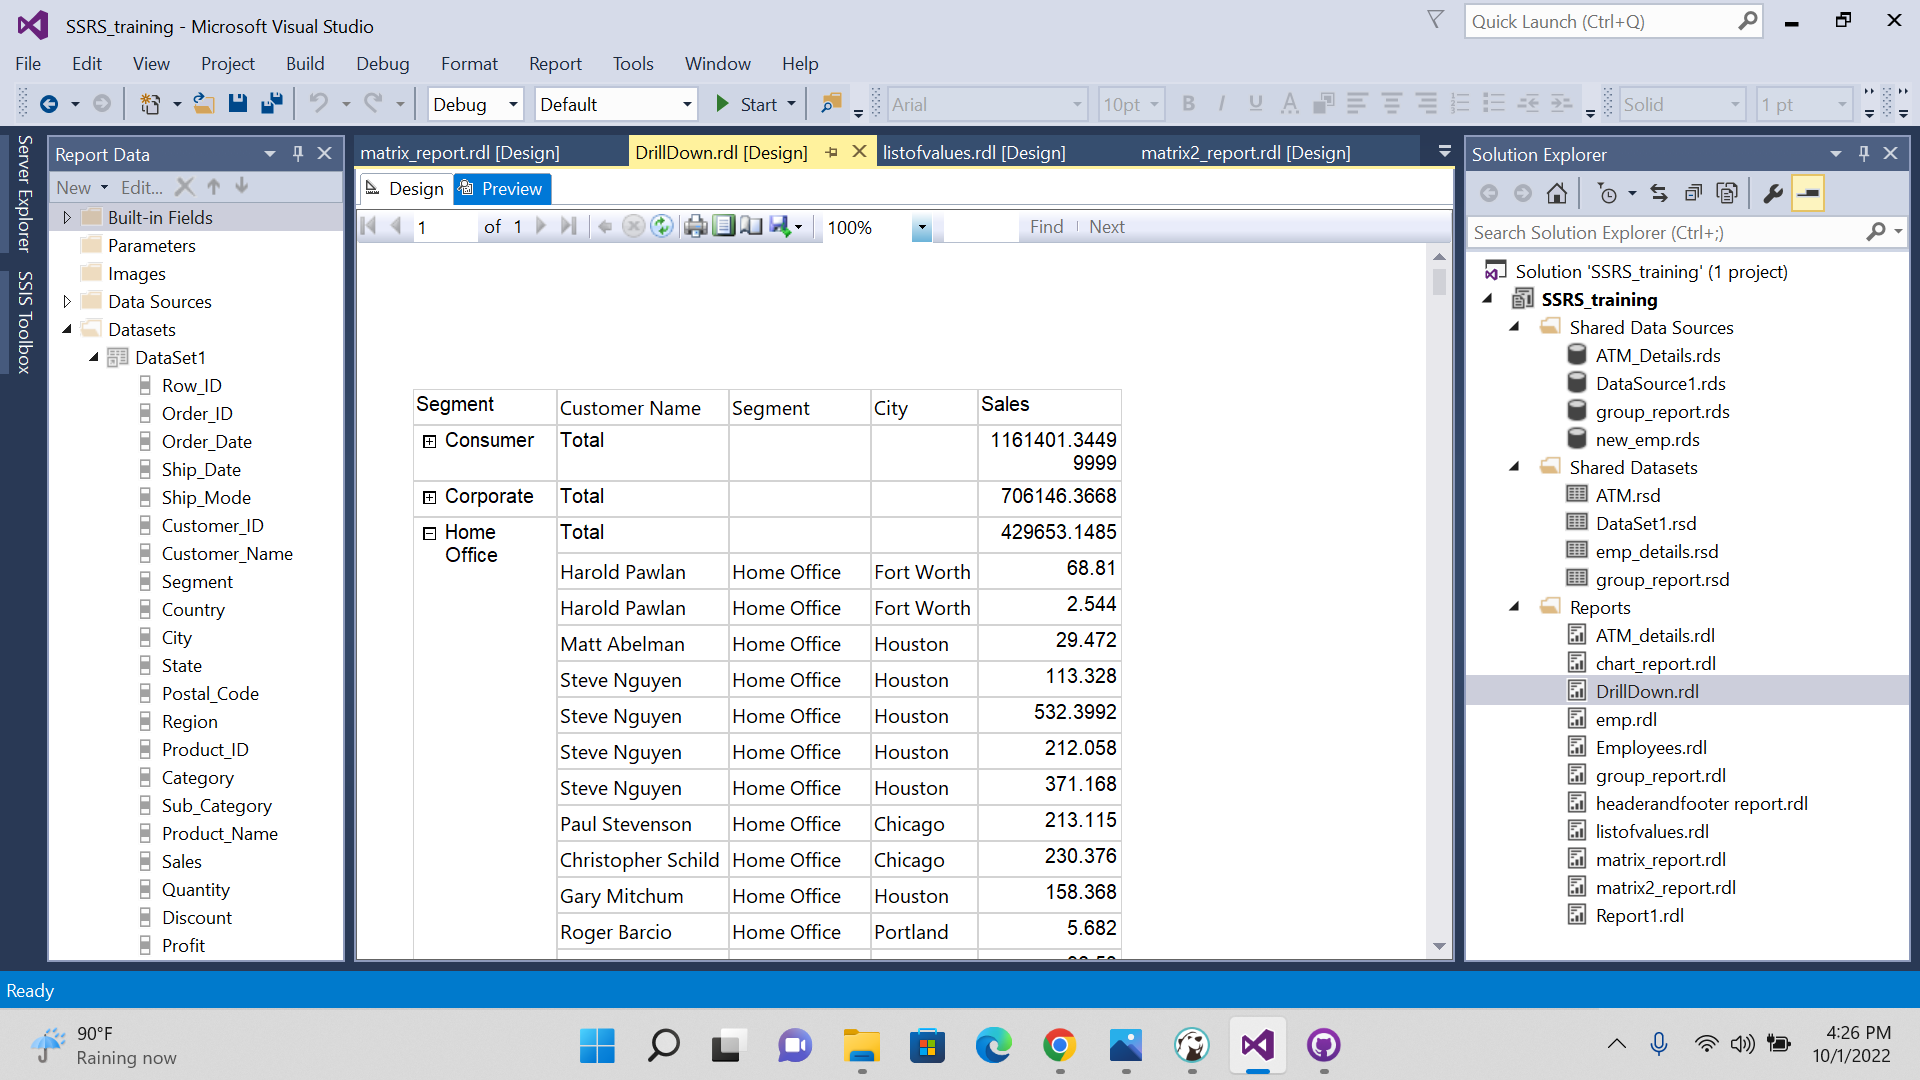 SSRS_training - Microsoft Visual Studio
Quick Launch (Ctrl+Q)
File Edit View Project Build Debug Format Report Tools Window Help
Debug Default Start Arial 10pt B I U A Solid 1 pt
Server Explorer
SSIS Toolbox
Report Data
New Edit...
Built-in Fields
Parameters
Images
Data Sources
Datasets
DataSet1
Row_ID
Order_ID
Order_Date
Ship_Date
Ship_Mode
Customer_ID
Customer_Name
Segment
Country
City
State
Postal_Code
Region
Product_ID
Category
Sub_Category
Product_Name
Sales
Quantity
Discount
Profit
matrix_report.rdl [Design] DrillDown.rdl [Design] listofvalues.rdl [Design] matrix2_report.rdl [Design]
Design Preview
1 of 1 100% Find Next
Segment Customer Name Segment City Sales
Consumer Total 1161401.3449
9999
Corporate Total 706146.3668
Home Total 429653.1485
Office
Harold Pawlan Home Office Fort Worth 68.81
Harold Pawlan Home Office Fort Worth 2.544
Matt Abelman Home Office Houston 29.472
Steve Nguyen Home Office Houston 113.328
Steve Nguyen Home Office Houston 532.3992
Steve Nguyen Home Office Houston 212.058
Steve Nguyen Home Office Houston 371.168
Paul Stevenson Home Office Chicago 213.115
Christopher Schild Home Office Chicago 230.376
Gary Mitchum Home Office Houston 158.368
Roger Barcio Home Office Portland 5.682
Solution Explorer
Search Solution Explorer (Ctrl+;)
Solution 'SSRS_training' (1 project)
SSRS_training
Shared Data Sources
ATM_Details.rds
DataSource1.rds
group_report.rds
new_emp.rds
Shared Datasets
ATM.rsd
DataSet1.rsd
emp_details.rsd
group_report.rsd
Reports
ATM_details.rdl
chart_report.rdl
DrillDown.rdl
emp.rdl
Employees.rdl
group_report.rdl
headerandfooter report.rdl
listofvalues.rdl
matrix_report.rdl
matrix2_report.rdl
Report1.rdl
Ready
90°F
Raining now
4:26 PM
10/1/2022